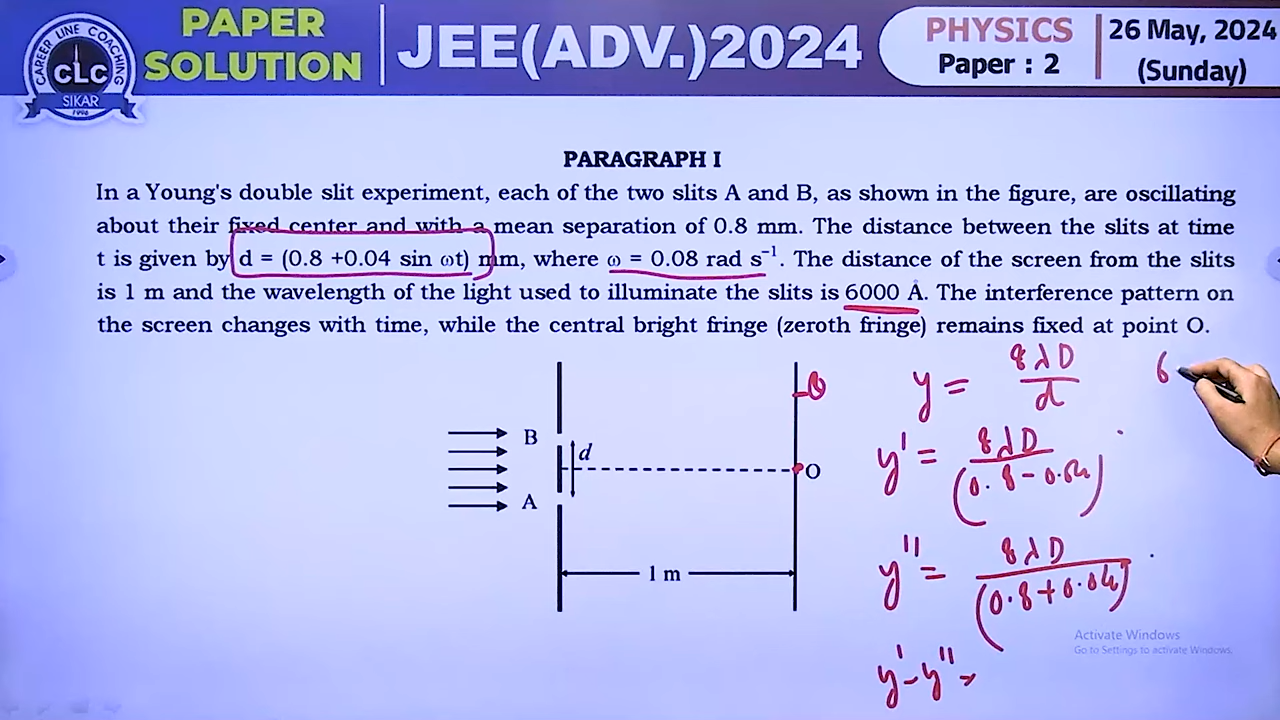 CAREER LINE COACHING
CLC
SIKAR
1996
PAPER
SOLUTION
JEE(ADV.)2024
PHYSICS
Paper : 2
26 May, 2024
(Sunday)
PARAGRAPH I
In a Young's double slit experiment, each of the two slits A and B, as shown in the figure, are oscillating
about their fixed center and with a mean separation of 0.8 mm. The distance between the slits at time
t is given by d = (0.8 +0.04 sin ωt) mm, where ω = 0.08 rad s⁻¹. The distance of the screen from the slits
is 1 m and the wavelength of the light used to illuminate the slits is 6000 Å. The interference pattern on
the screen changes with time, while the central bright fringe (zeroth fringe) remains fixed at point O.
B
d
A
O
1 m
y = 8λD/d
6
y' = 8λD/(0.8-0.04)
y'' = 8λD/(0.8+0.04)
y'-y'' =
Activate Windows
Go to Settings to activate Windows.